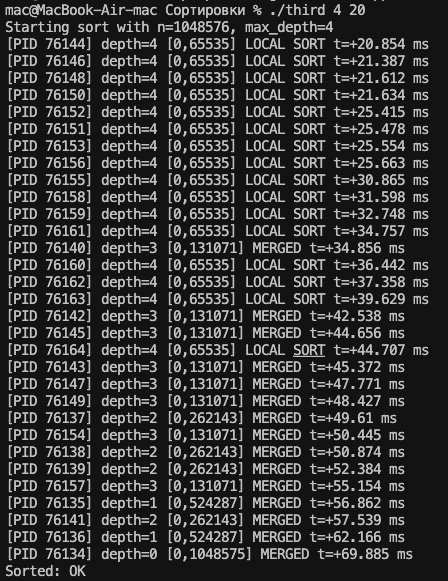 mac@MacBook-Air-mac Сортировки % ./third 4 20
Starting sort with n=1048576, max_depth=4
[PID 76144] depth=4 [0,65535] LOCAL SORT t=+20.854 ms
[PID 76146] depth=4 [0,65535] LOCAL SORT t=+21.387 ms
[PID 76148] depth=4 [0,65535] LOCAL SORT t=+21.612 ms
[PID 76150] depth=4 [0,65535] LOCAL SORT t=+21.634 ms
[PID 76152] depth=4 [0,65535] LOCAL SORT t=+25.415 ms
[PID 76151] depth=4 [0,65535] LOCAL SORT t=+25.478 ms
[PID 76153] depth=4 [0,65535] LOCAL SORT t=+25.554 ms
[PID 76156] depth=4 [0,65535] LOCAL SORT t=+25.663 ms
[PID 76155] depth=4 [0,65535] LOCAL SORT t=+30.865 ms
[PID 76158] depth=4 [0,65535] LOCAL SORT t=+31.598 ms
[PID 76159] depth=4 [0,65535] LOCAL SORT t=+32.748 ms
[PID 76161] depth=4 [0,65535] LOCAL SORT t=+34.757 ms
[PID 76140] depth=3 [0,131071] MERGED t=+34.856 ms
[PID 76160] depth=4 [0,65535] LOCAL SORT t=+36.442 ms
[PID 76162] depth=4 [0,65535] LOCAL SORT t=+37.358 ms
[PID 76163] depth=4 [0,65535] LOCAL SORT t=+39.629 ms
[PID 76142] depth=3 [0,131071] MERGED t=+42.538 ms
[PID 76145] depth=3 [0,131071] MERGED t=+44.656 ms
[PID 76164] depth=4 [0,65535] LOCAL SORT t=+44.707 ms
[PID 76143] depth=3 [0,131071] MERGED t=+45.372 ms
[PID 76147] depth=3 [0,131071] MERGED t=+47.771 ms
[PID 76149] depth=3 [0,131071] MERGED t=+48.427 ms
[PID 76137] depth=2 [0,262143] MERGED t=+49.61 ms
[PID 76154] depth=3 [0,131071] MERGED t=+50.445 ms
[PID 76138] depth=2 [0,262143] MERGED t=+50.874 ms
[PID 76139] depth=2 [0,262143] MERGED t=+52.384 ms
[PID 76157] depth=3 [0,131071] MERGED t=+55.154 ms
[PID 76135] depth=1 [0,524287] MERGED t=+56.862 ms
[PID 76141] depth=2 [0,262143] MERGED t=+57.539 ms
[PID 76136] depth=1 [0,524287] MERGED t=+62.166 ms
[PID 76134] depth=0 [0,1048575] MERGED t=+69.885 ms
Sorted: OK